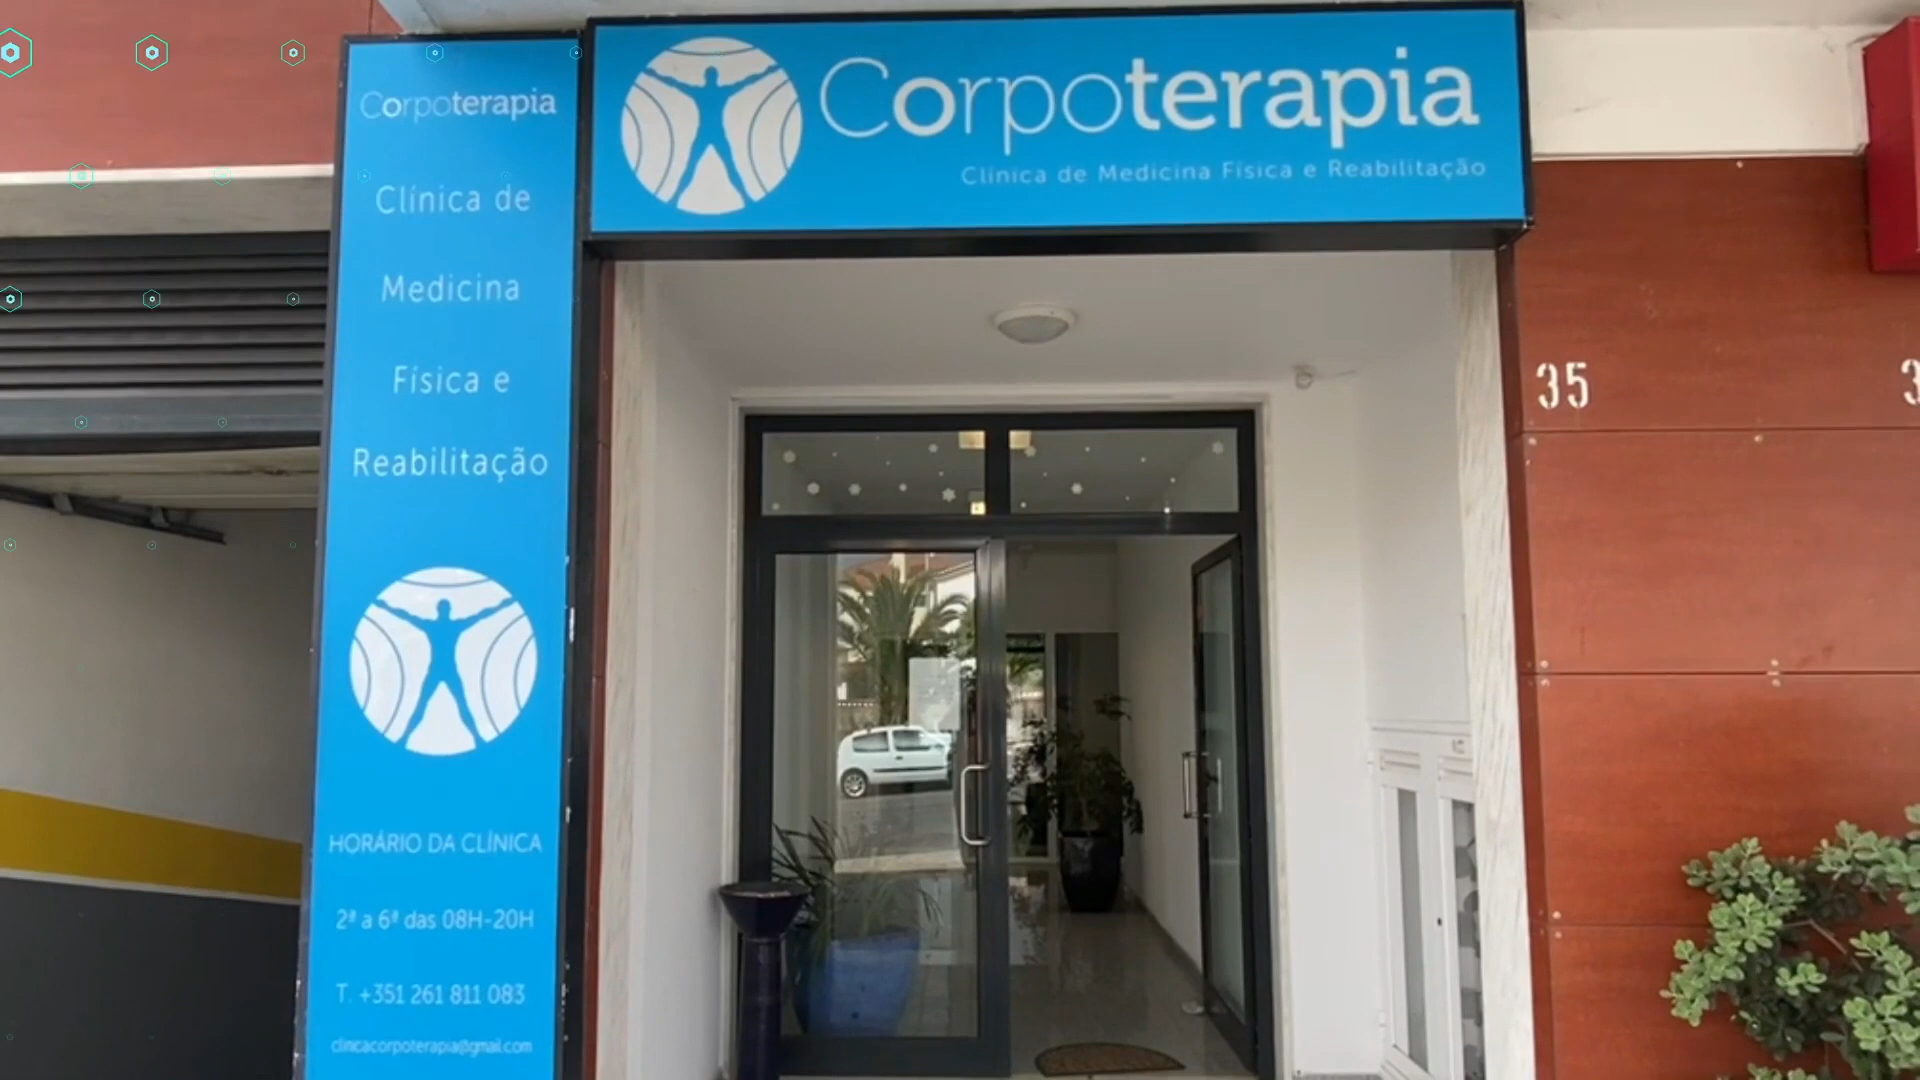 Corpoterapia
Clínica de
Medicina
Física e
Reabilitação
HORÁRIO DA CLÍNICA
2ª a 6ª das 08H-20H
T. +351 261 811 083
clinicacorpoterapia@gmail.com
Corpoterapia
Clínica de Medicina Física e Reabilitação
35